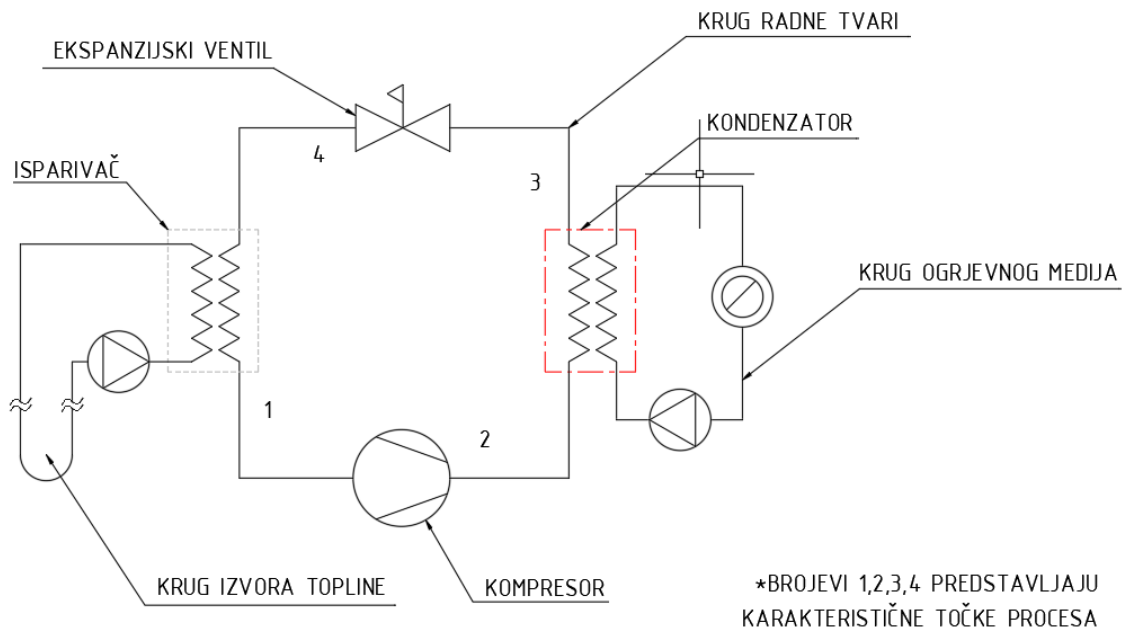 KRUG RADNE TVARI
EKSPANZIJSKI VENTIL
KONDENZATOR
4
ISPARIVAČ
3
KRUG OGRJEVNOG MEDIJA
1
2
KRUG IZVORA TOPLINE
KOMPRESOR
*BROJEVI 1,2,3,4 PREDSTAVLJAJU
KARAKTERISTIČNE TOČKE PROCESA